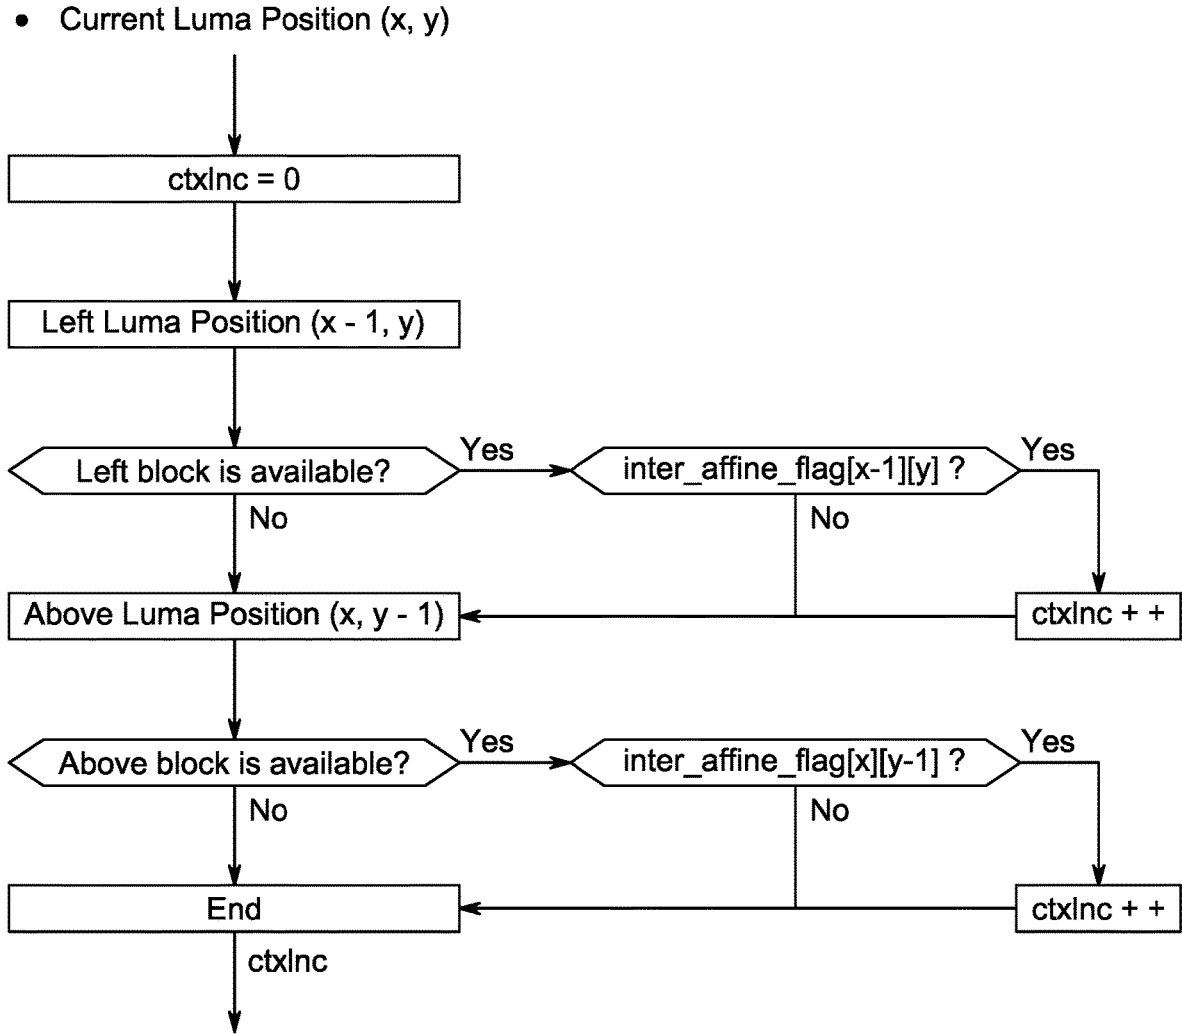 • Current Luma Position (x, y)
ctxInc = 0
Left Luma Position (x - 1, y)
Left block is available?
Yes
inter_affine_flag[x-1][y] ?
Yes
No
No
Above Luma Position (x, y - 1)
ctxInc + +
Above block is available?
Yes
inter_affine_flag[x][y-1] ?
Yes
No
No
End
ctxInc + +
ctxInc